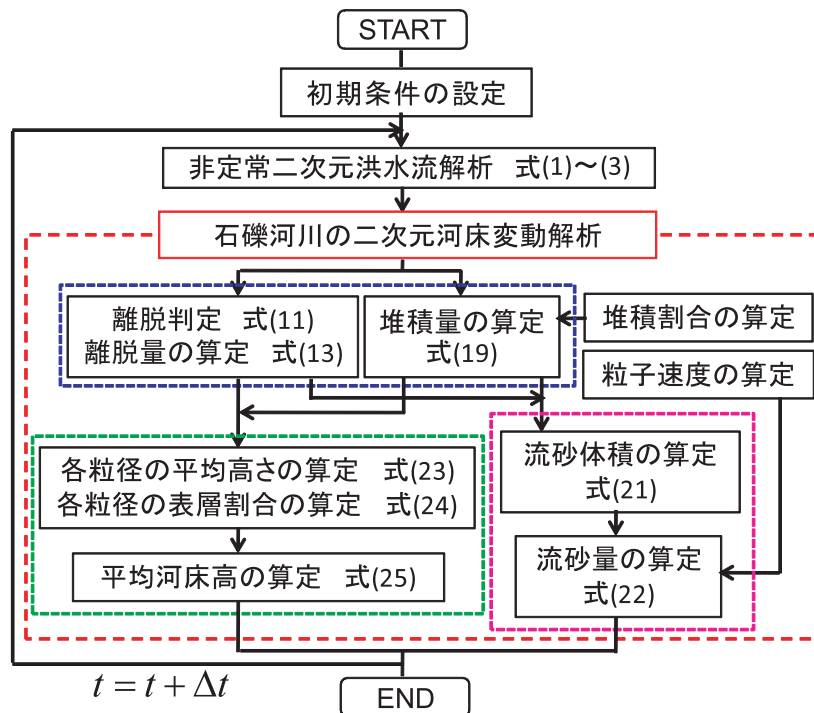 START
初期条件の設定
非定常二次元洪水流解析 式(1)～(3)
石礫河川の二次元河床変動解析
離脱判定 式(11)
離脱量の算定 式(13)
堆積量の算定
式(19)
堆積割合の算定
粒子速度の算定
各粒径の平均高さの算定 式(23)
各粒径の表層割合の算定 式(24)
流砂体積の算定
式(21)
平均河床高の算定 式(25)
流砂量の算定
式(22)
t = t + Δt
END